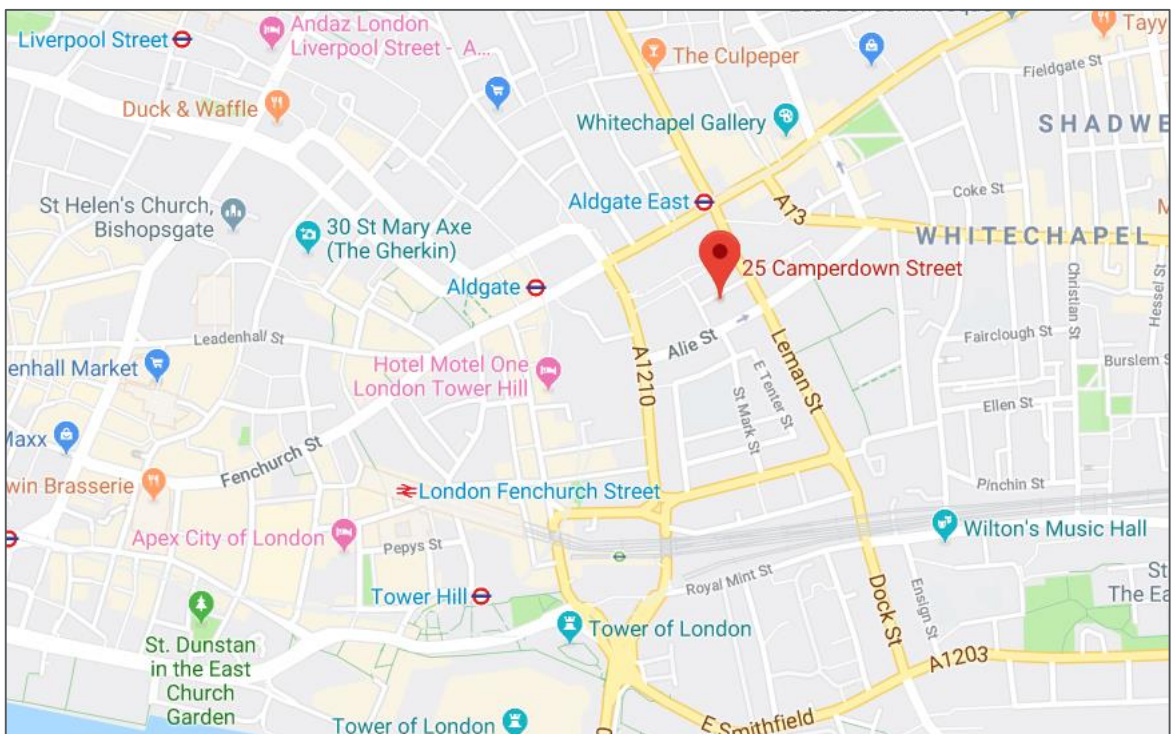 Liverpool Street
Andaz London
Liverpool Street - A...
The Culpeper
Tayy
Duck & Waffle
Whitechapel Gallery
Fieldgate St
SHADWE
St Helen's Church,
Bishopsgate
30 St Mary Axe
(The Gherkin)
Aldgate East
A13
Coke St
WHITECHAPEL
M
Aldgate
25 Camperdown Street
Christian St
Hessel St
Leadenhall St
enhall Market
Hotel Motel One
London Tower Hill
A1210
Alie St
Leman St
E Tenter St
St Mark St
Fairclough St
Burslem S
Ellen St
Maxx
Fenchurch St
win Brasserie
London Fenchurch Street
Pinchin St
Apex City of London
Pepys St
Wilton's Music Hall
Tower Hill
Royal Mint St
Dock St
Ensign St
St
The Ea
St. Dunstan
in the East
Church
Garden
Tower of London
A1203
Tower of London
E Smithfield